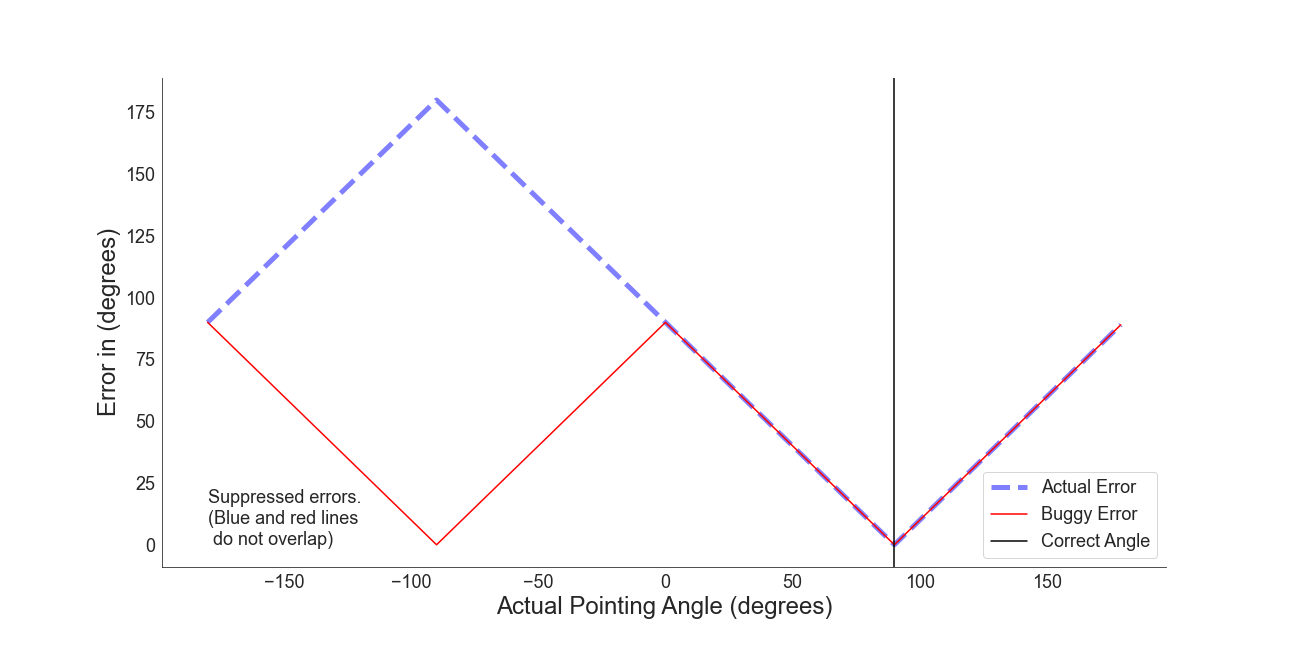 Error in (degrees)
175
150
125
100
75
50
25
0
Suppressed errors.
(Blue and red lines
do not overlap)
Actual Error
Buggy Error
Correct Angle
−150
−100
−50
0
50
100
150
Actual Pointing Angle (degrees)